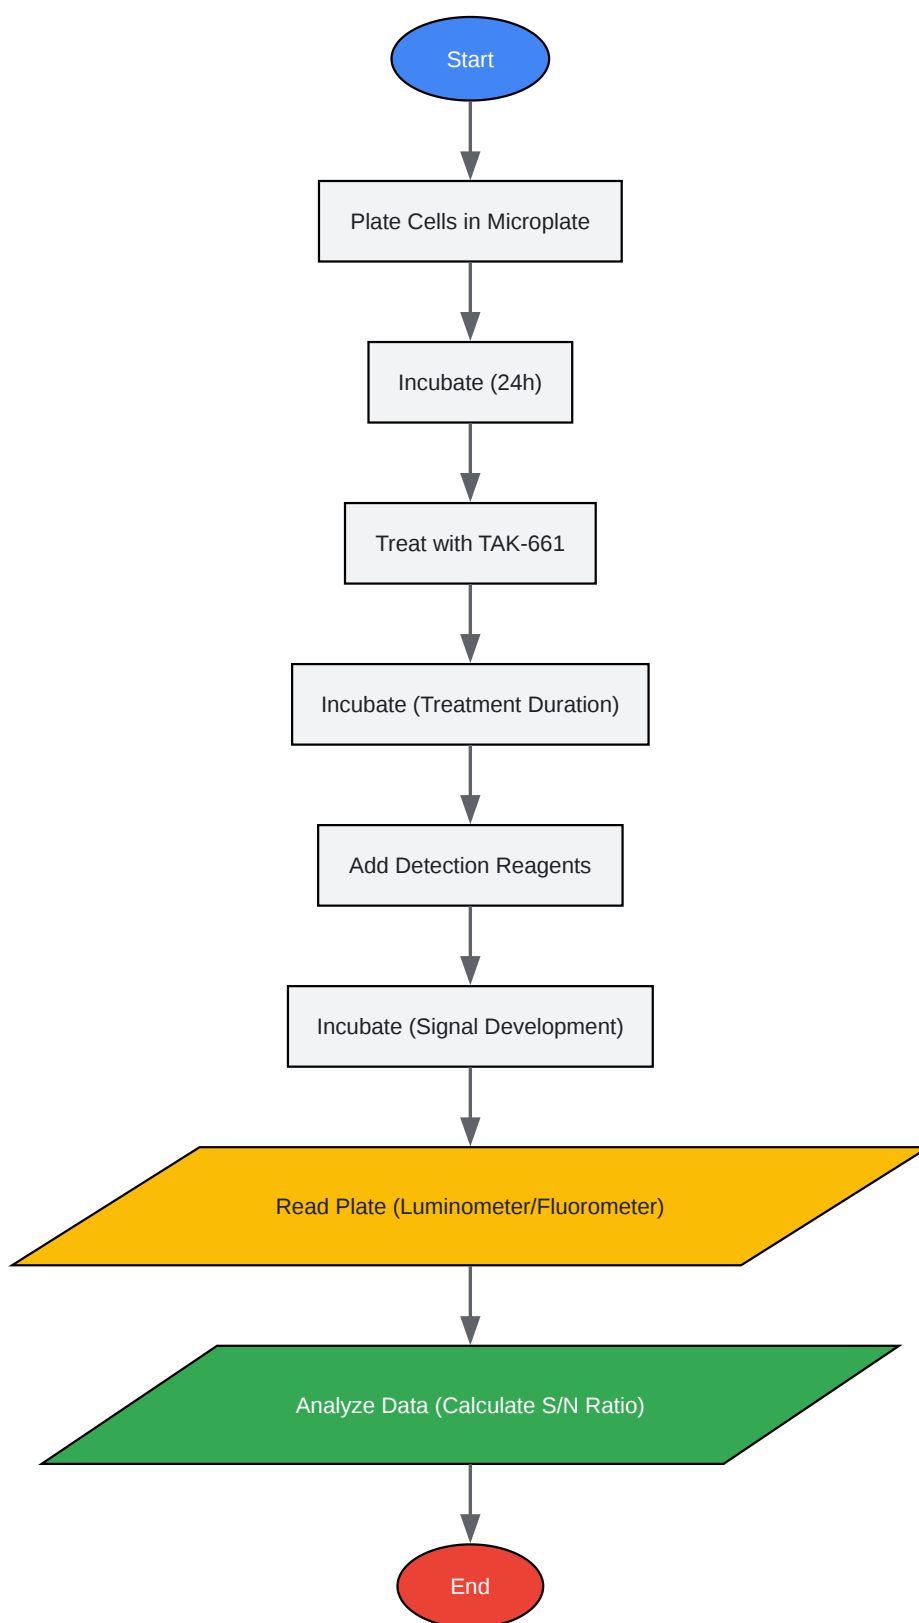 Start
Plate Cells in Microplate
Incubate (24h)
Treat with TAK-661
Incubate (Treatment Duration)
Add Detection Reagents
Incubate (Signal Development)
Read Plate (Luminometer/Fluorometer)
Analyze Data (Calculate S/N Ratio)
End